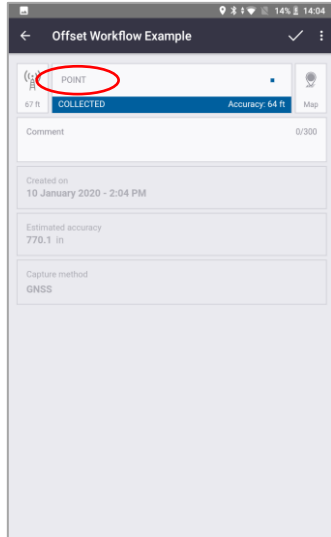 14% 14:04
Offset Workflow Example
POINT
67 ft COLLECTED Accuracy: 64 ft Map
Comment 0/300
Created on
10 January 2020 - 2:04 PM
Estimated accuracy
770.1 in
Capture method
GNSS